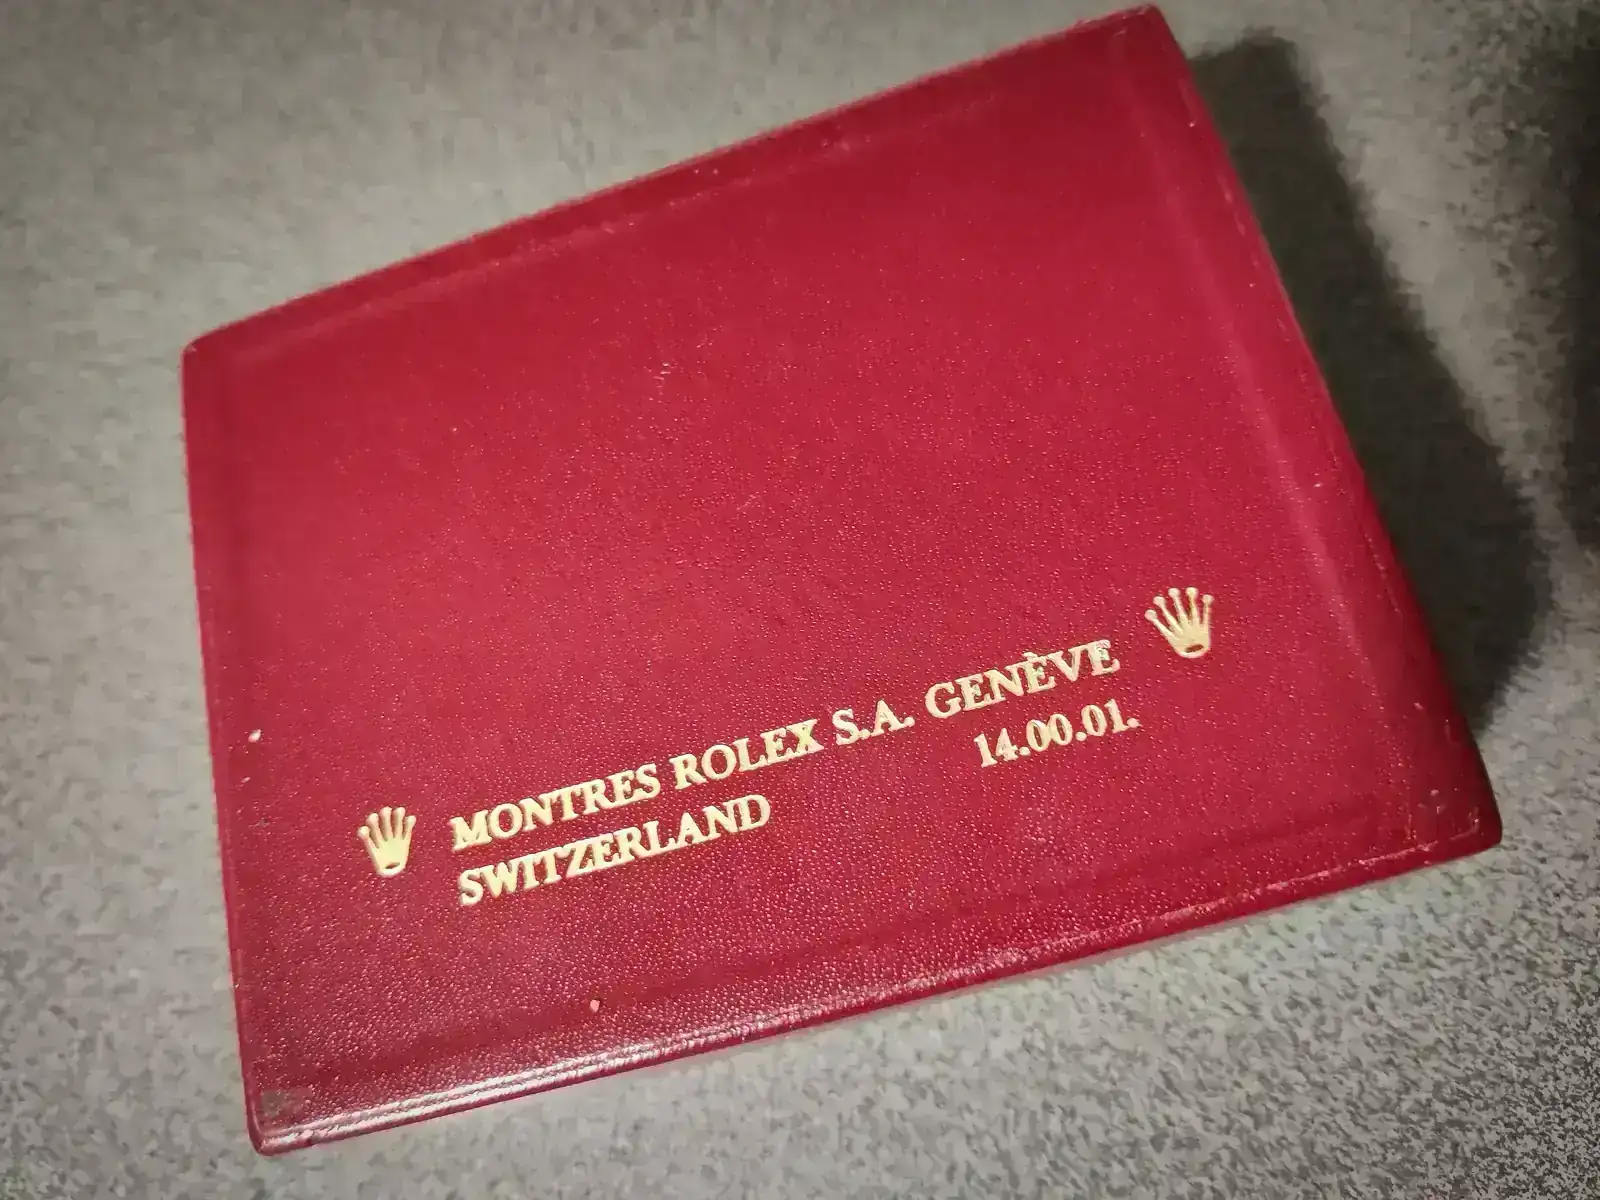 MONTRES ROLEX S.A. GENÈVE
SWITZERLAND 14.00.01.